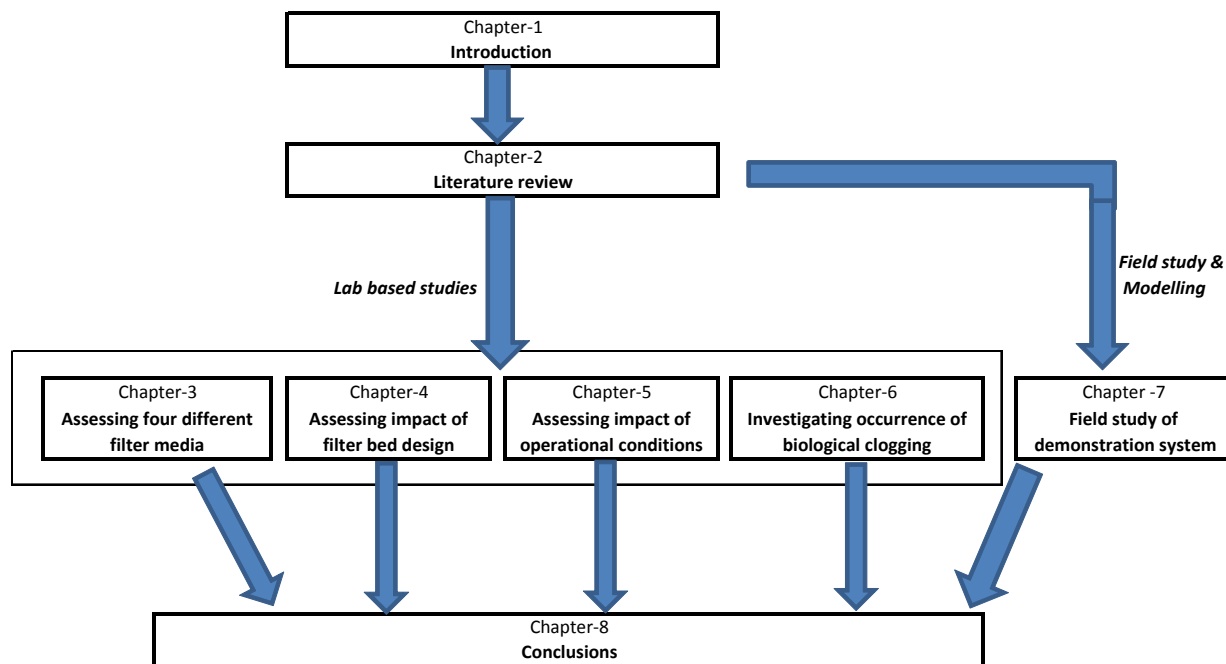 Chapter-1
Introduction
Chapter-2
Literature review
Lab based studies
Field study &
Modelling
Chapter-3
Assessing four different
filter media
Chapter-4
Assessing impact of
filter bed design
Chapter-5
Assessing impact of
operational conditions
Chapter-6
Investigating occurrence of
biological clogging
Chapter -7
Field study of
demonstration system
Chapter-8
Conclusions